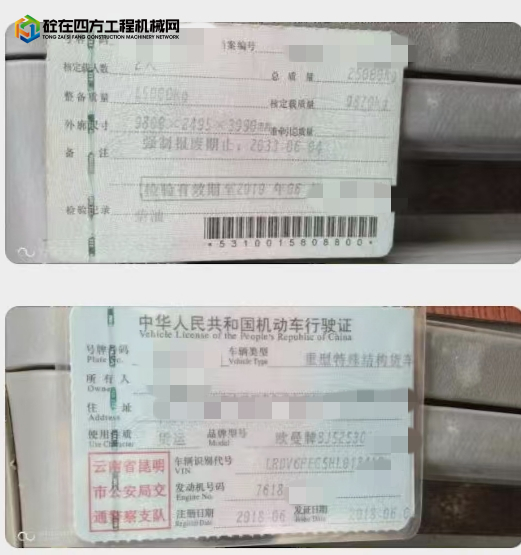 砼在四方工程机械网
TONG ZAI SI FANG CONSTRUCTION MACHINERY NETWORK
档案编号
核定载人数 2人 总质量 25000kg
整备质量 15000kg 核定载质量
外廓尺寸 9800×2495×3990mm 准牵引总质量
备注 强制报废期止:2033-06-04
检验有效期至2019年06
检验记录 柴油
*5310015808800*
中华人民共和国机动车行驶证
Vehicle License of the People's Republic of China
号牌号码 车辆类型 重型特殊结构货车
Plate No. Vehicle Type
所有人
Owner
住址
Address
使用性质 货运 品牌型号 欧曼牌BJ5253G
Use Character Model
云南省昆明
市公安局交
通警察支队
车辆识别代号
VIN
发动机号码 7618
Engine No.
注册日期 2018-06 发证日期 2018-06-0
Register Date Issue Date